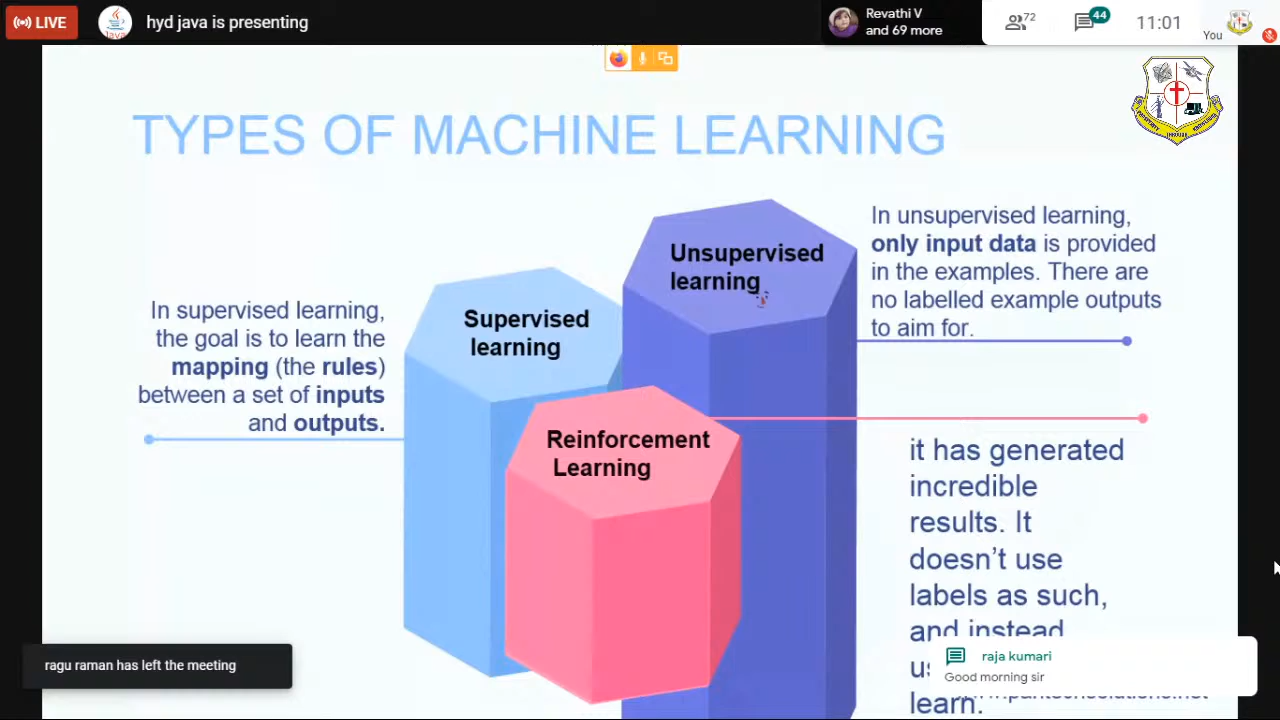 LIVE
hyd java is presenting
Revathi V
and 69 more
72
44
11:01
You
Java
TYPES OF MACHINE LEARNING
In unsupervised learning,
only input data is provided
in the examples. There are
no labelled example outputs
to aim for.
Unsupervised
learning
In supervised learning,
the goal is to learn the
mapping (the rules)
between a set of inputs
and outputs.
Supervised
learning
Reinforcement
Learning
it has generated
incredible
results. It
doesn’t use
labels as such,
and instead
learn.
ragu raman has left the meeting
raja kumari
Good morning sir